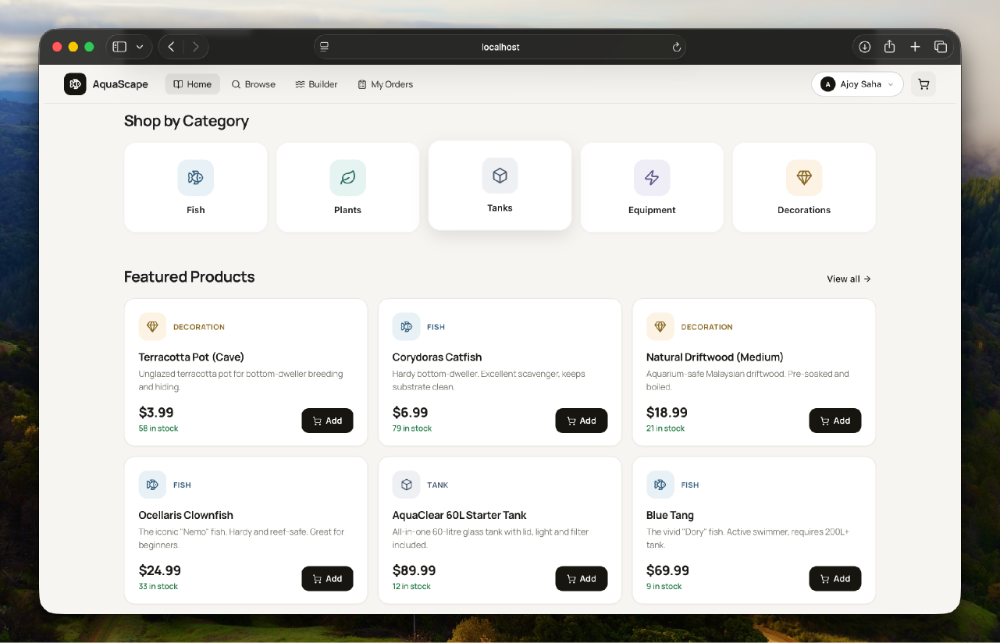 localhost
AquaScape
Home
Browse
Builder
My Orders
A
Ajoy Saha
Shop by Category
Fish
Plants
Tanks
Equipment
Decorations
Featured Products
View all →
DECORATION
Terracotta Pot (Cave)
Unglazed terracotta pot for bottom-dweller breeding
and hiding.
$3.99
58 in stock
Add
FISH
Corydoras Catfish
Hardy bottom-dweller. Excellent scavenger, keeps
substrate clean.
$6.99
79 in stock
Add
DECORATION
Natural Driftwood (Medium)
Aquarium-safe Malaysian driftwood. Pre-soaked and
boiled.
$18.99
21 in stock
Add
FISH
Ocellaris Clownfish
The iconic "Nemo" fish. Hardy and reef-safe. Great for
beginners.
$24.99
33 in stock
Add
TANK
AquaClear 60L Starter Tank
All-in-one 60-litre glass tank with lid, light and filter
included.
$89.99
12 in stock
Add
FISH
Blue Tang
The vivid "Dory" fish. Active swimmer, requires 200L+
tank.
$69.99
9 in stock
Add